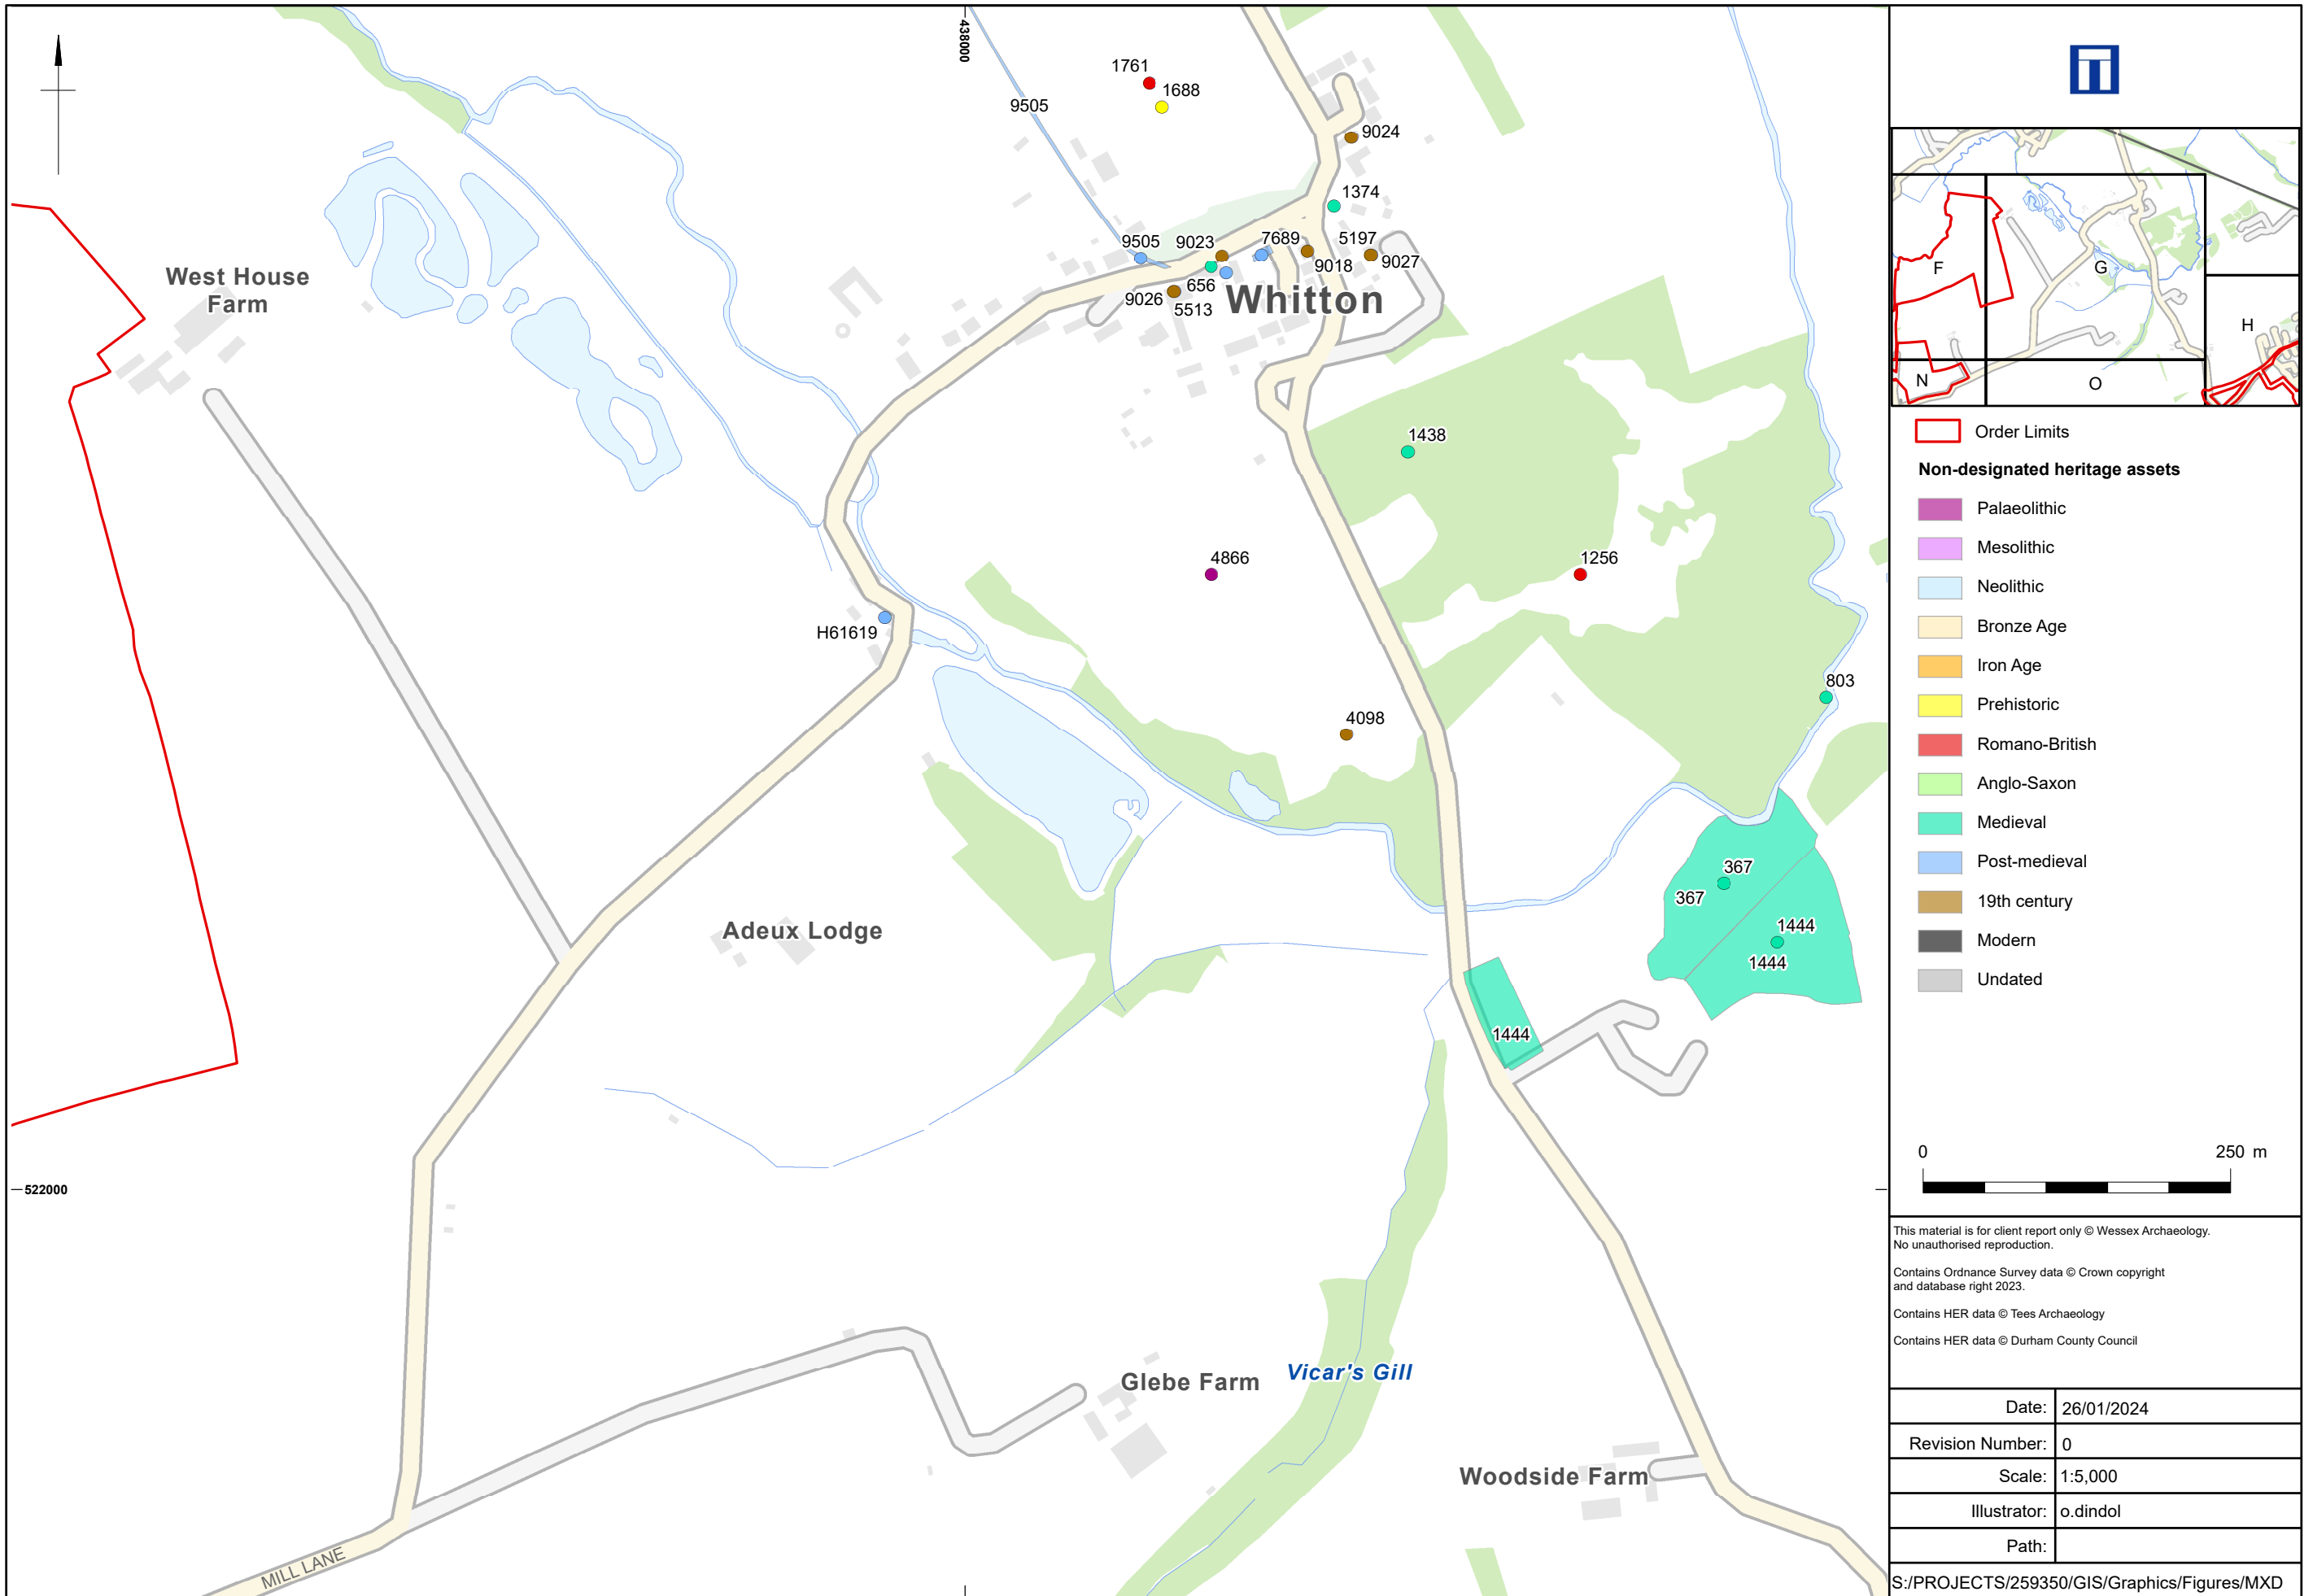 438000
1761
1688
9505
9024
1374
9505
9023
7689
5197
9018
9027
656
9026
5513
Whitton
West House
Farm
1438
4866
1256
H61619
803
4098
367
367
Adeux Lodge
1444
1444
1444
522000
Glebe Farm
Vicar's Gill
Woodside Farm
MILL LANE
F
G
H
N
O
Order Limits
Non-designated heritage assets
Palaeolithic
Mesolithic
Neolithic
Bronze Age
Iron Age
Prehistoric
Romano-British
Anglo-Saxon
Medieval
Post-medieval
19th century
Modern
Undated
0 250 m
This material is for client report only © Wessex Archaeology.
No unauthorised reproduction.
Contains Ordnance Survey data © Crown copyright
and database right 2023.
Contains HER data © Tees Archaeology
Contains HER data © Durham County Council
Date: 26/01/2024
Revision Number: 0
Scale: 1:5,000
Illustrator: o.dindol
Path:
S:/PROJECTS/259350/GIS/Graphics/Figures/MXD